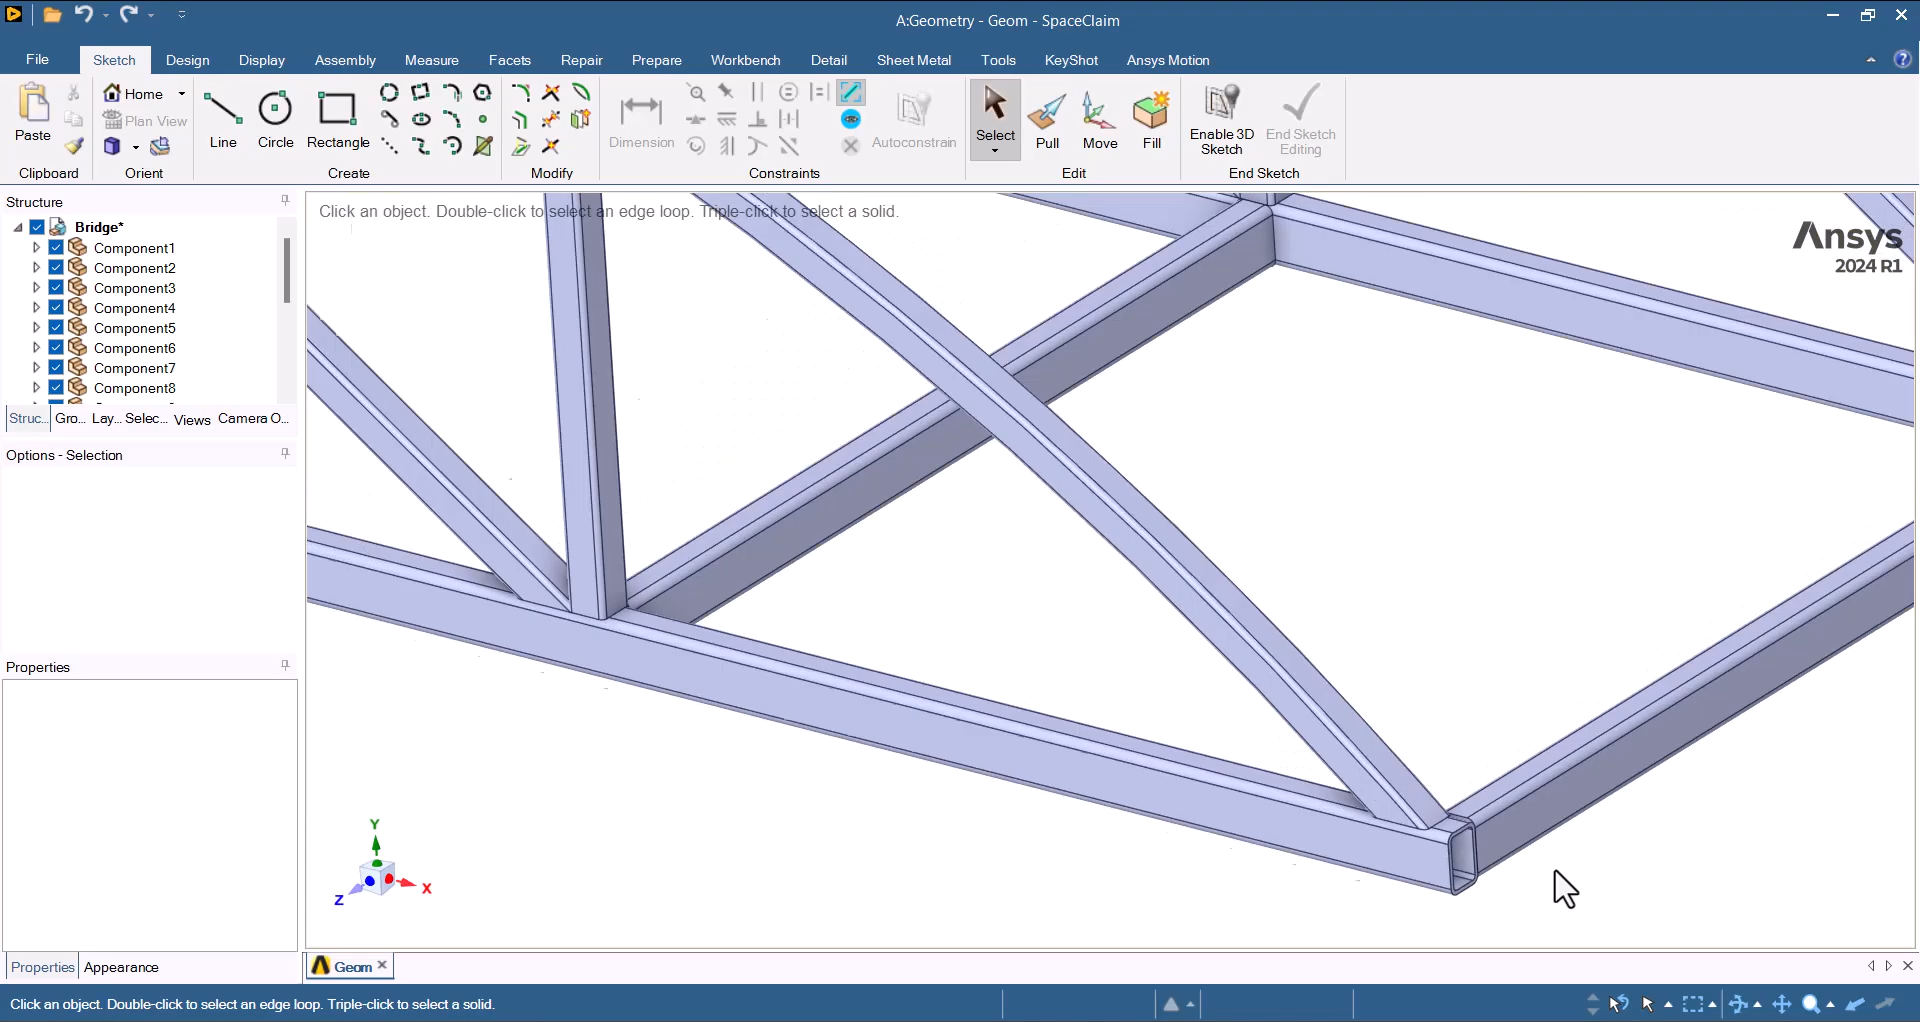 A:Geometry - Geom - SpaceClaim
File Sketch Design Display Assembly Measure Facets Repair Prepare Workbench Detail Sheet Metal Tools KeyShot Ansys Motion
Paste
Home
Plan View
Line
Circle
Rectangle
Dimension
Autoconstrain
Select
Pull
Move
Fill
Enable 3D
Sketch
End Sketch
Editing
Clipboard
Orient
Create
Modify
Constraints
Edit
End Sketch
Structure
Bridge*
Component1
Component2
Component3
Component4
Component5
Component6
Component7
Component8
Struc... Gro... Lay... Selec... Views Camera O...
Options - Selection
Properties
Properties Appearance
Click an object. Double-click to select an edge loop. Triple-click to select a solid.
Ansys
2024 R1
Y
X
Z
Geom
Click an object. Double-click to select an edge loop. Triple-click to select a solid.